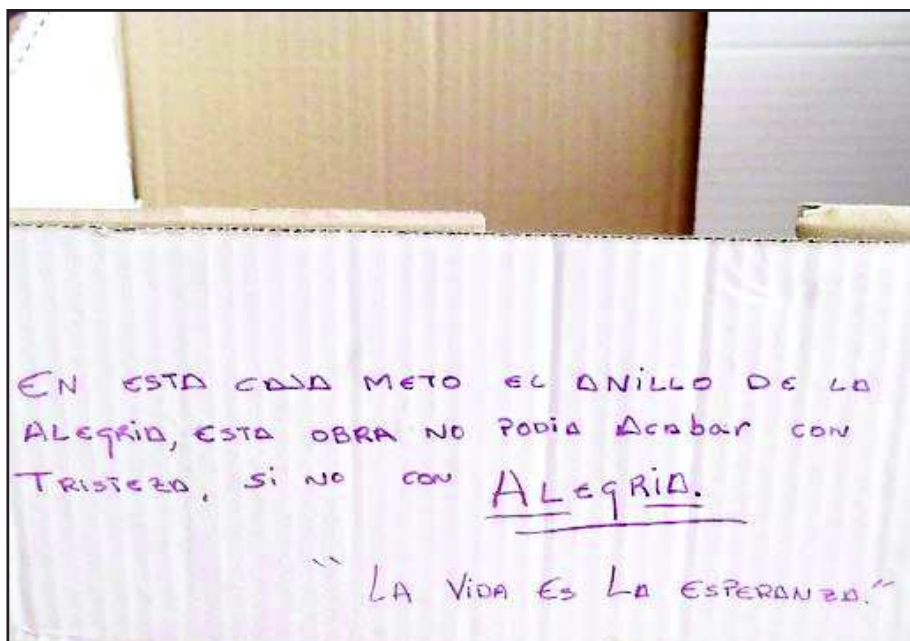 EN ESTA CAJA METO EL ANILLO DE LA
ALEGRIA, ESTA OBRA NO PODIA Acabar CON
TRISTEZA, Si NO CON ALEgRIA.
"LA ViDA ES LA ESPERANZA."